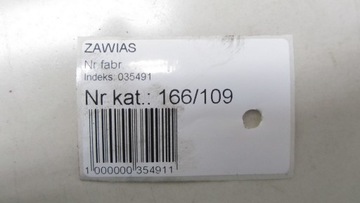 ZAWIAS
Nr fabr.
Indeks: 035491
Nr kat.: 166/109
1 000000 354911